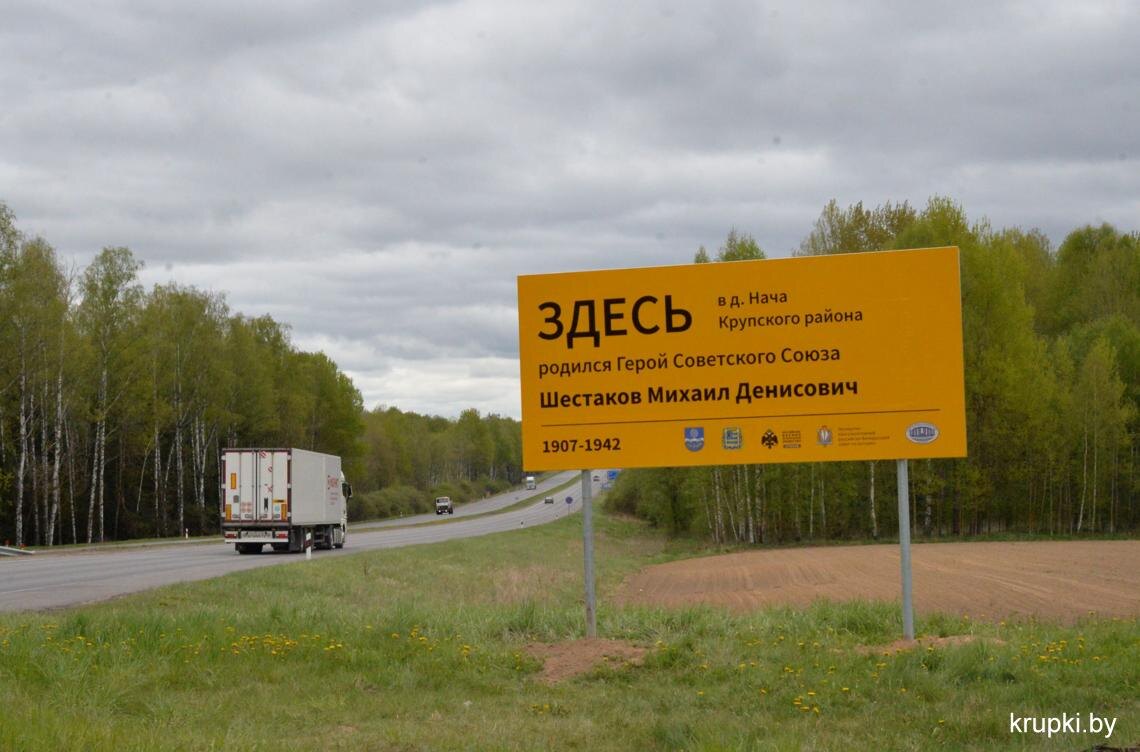 ЗДЕСЬ
в д. Нача
Крупского района
родился Герой Советского Союза
Шестаков Михаил Денисович
1907-1942
krupki.by